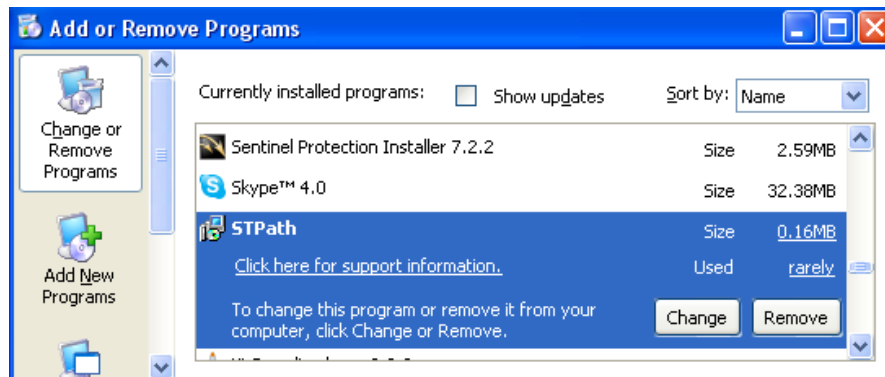 Add or Remove Programs
Change or
Remove
Programs
Add New
Programs
Currently installed programs:
Show updates
Sort by:
Name
Sentinel Protection Installer 7.2.2
Size
2.59MB
Skype™ 4.0
Size
32.38MB
STPath
Size
0.16MB
Click here for support information.
Used
rarely
To change this program or remove it from your
computer, click Change or Remove.
Change
Remove